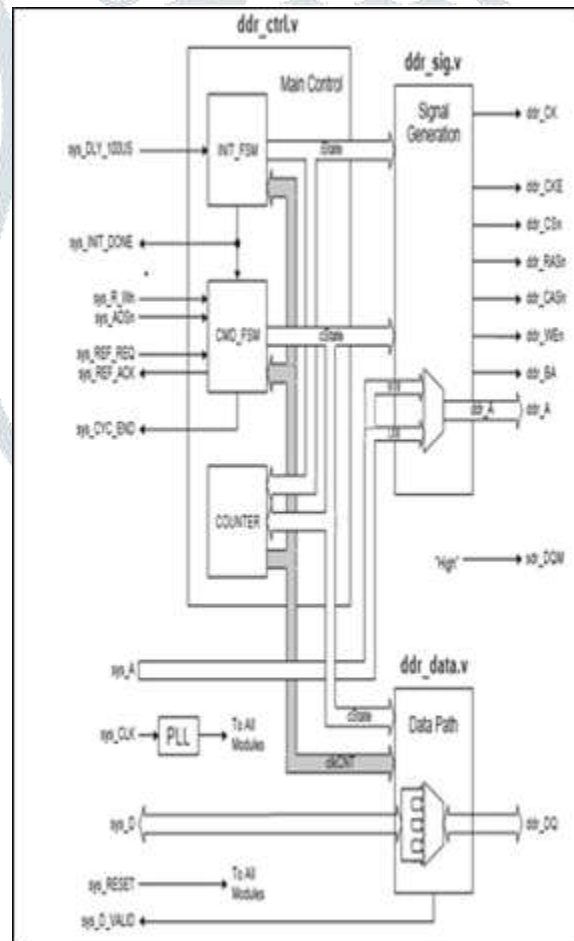 ddr_ctrl.v
Main Control
ddr_sig.v
Signal
Generation
INIT_FSM
iState
sys_DLY_100US
sys_INIT_DONE
sys_R_Wn
sys_ADSn
sys_REF_REQ
sys_REF_ACK
CMD_FSM
cState
sys_CYC_END
COUNTER
ddr_CK
ddr_CKE
ddr_CSn
ddr_RASn
ddr_CASn
ddr_WEn
ddr_BA
ddr_A
ddr_A
"High"
sdr_DQM
sys_A
ddr_data.v
cState
Data Path
sys_CLK
PLL
To All
Modules
clkCNT
sys_D
ddr_DQ
sys_RESET
To All
Modules
sys_D_VALID